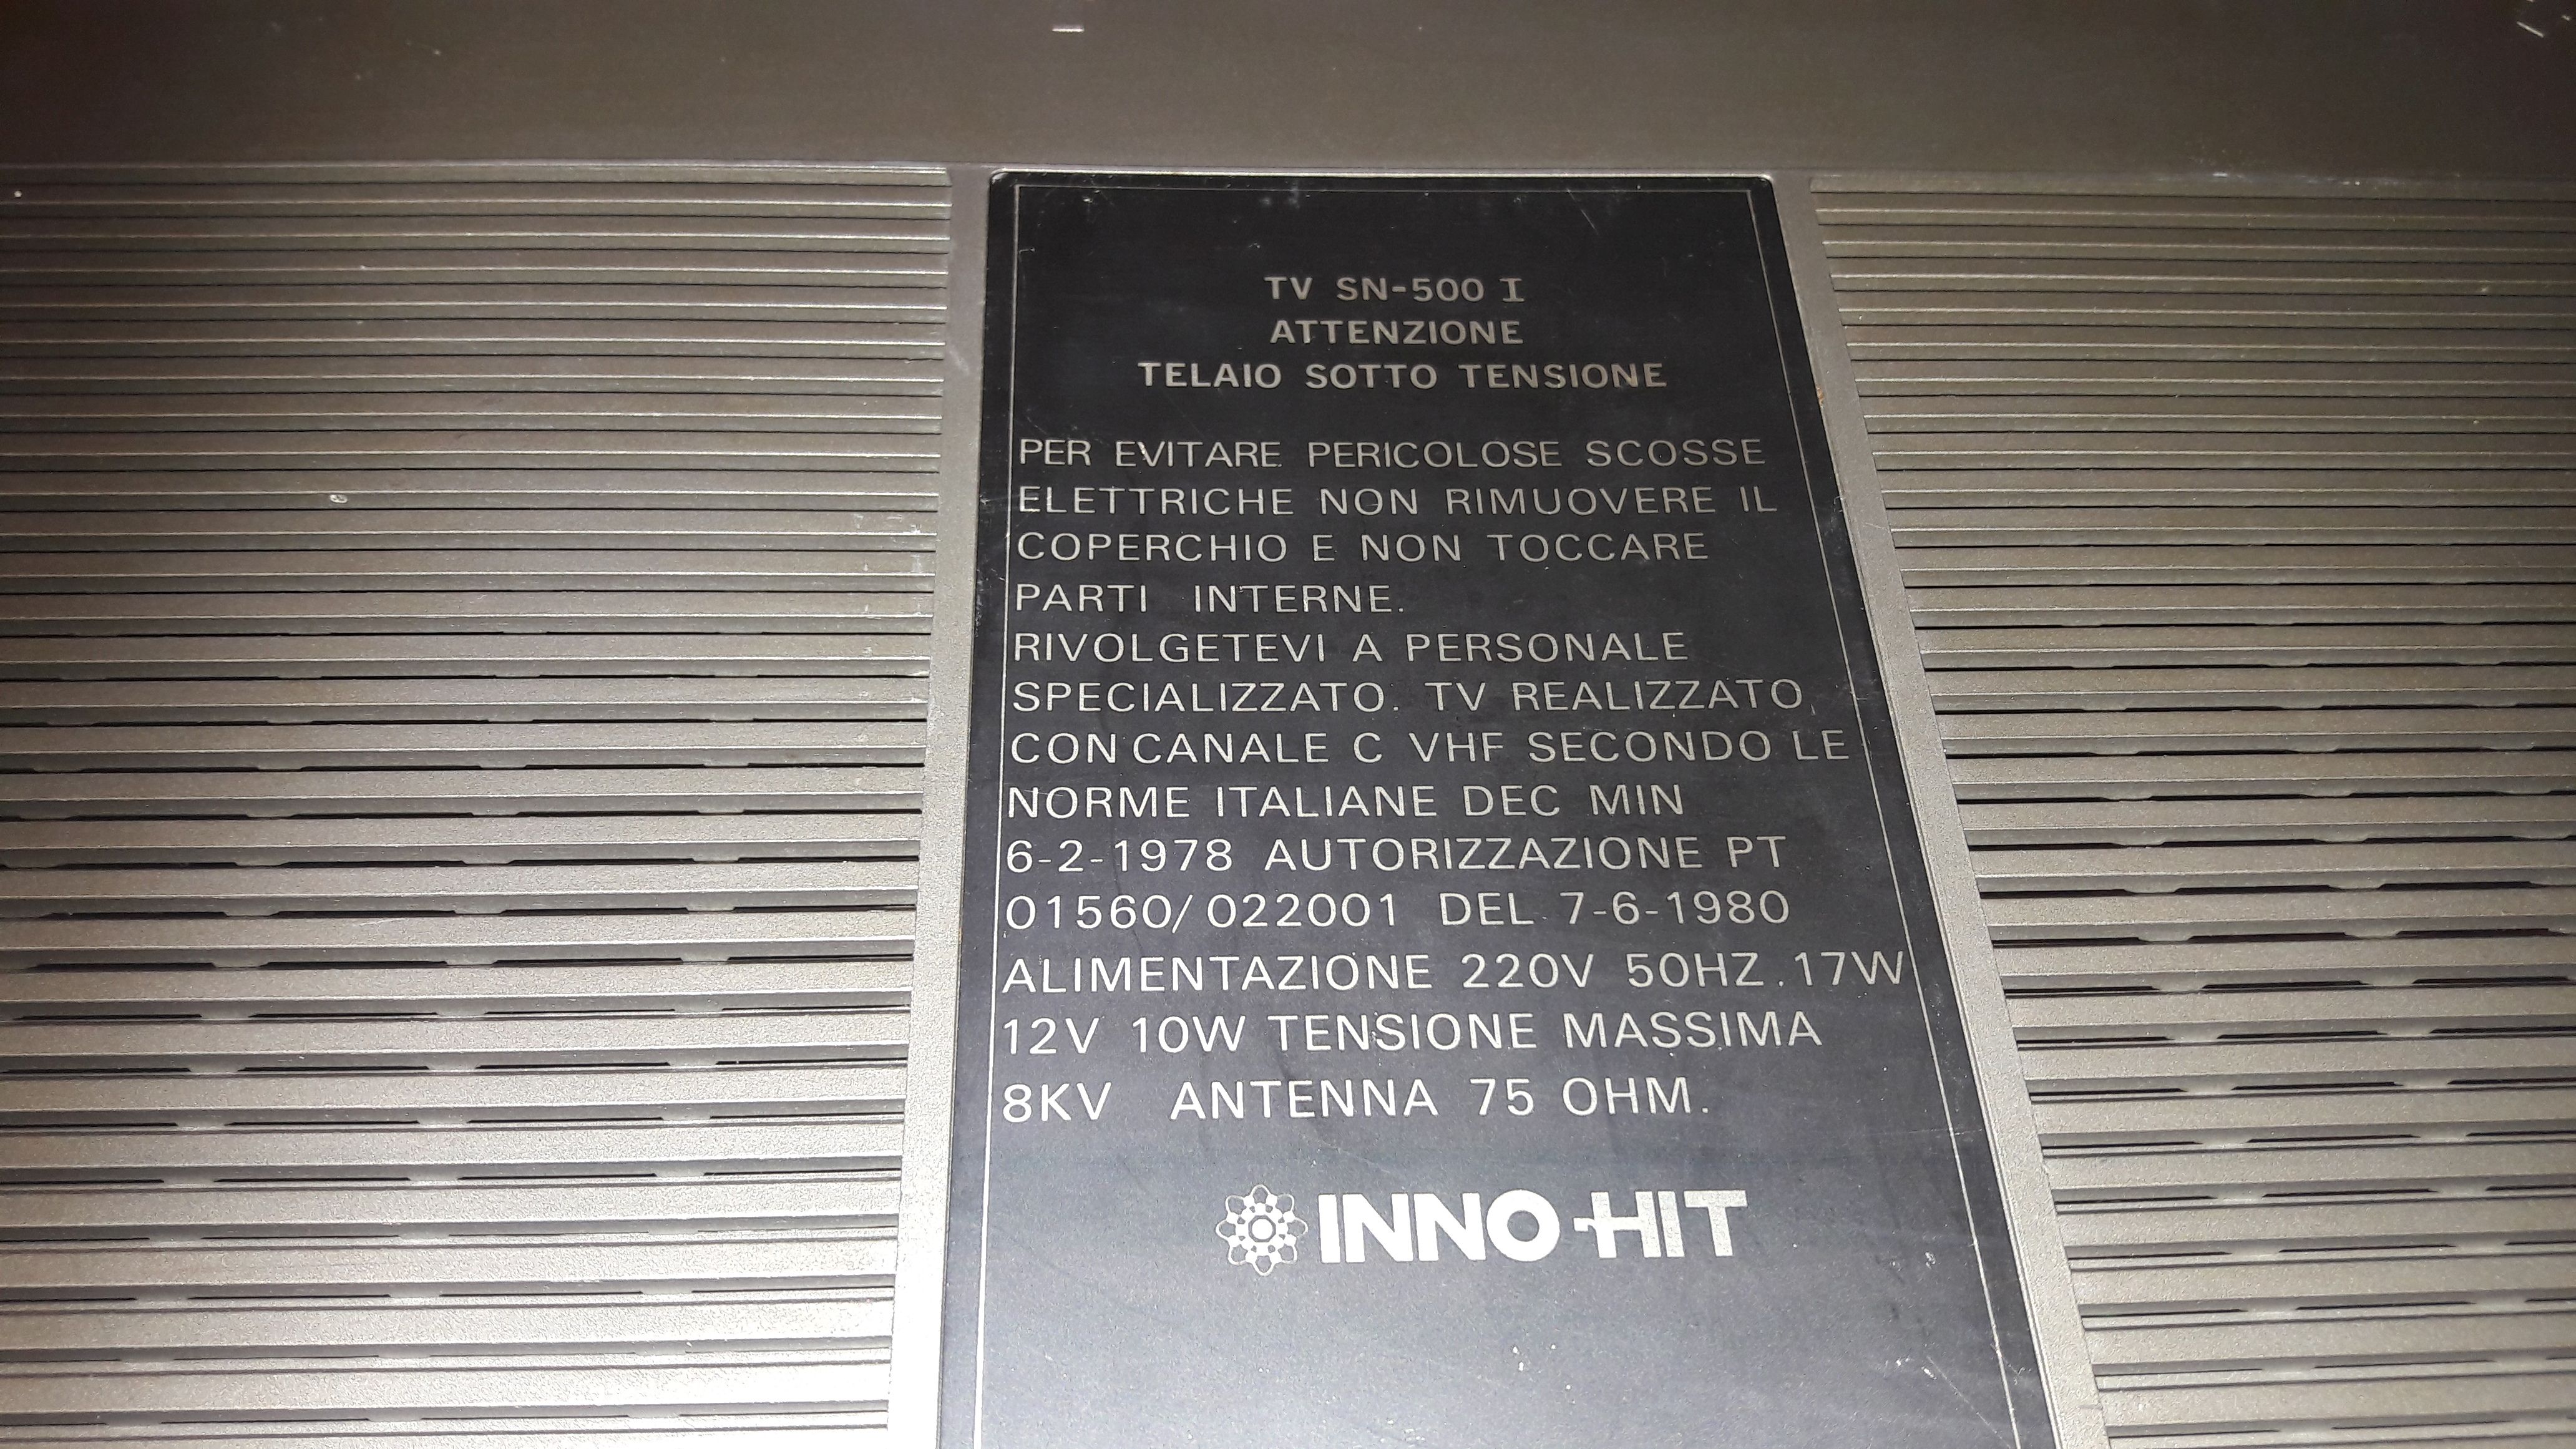 TV SN-500 I
ATTENZIONE
TELAIO SOTTO TENSIONE
PER EVITARE PERICOLOSE SCOSSE
ELETTRICHE NON RIMUOVERE IL
COPERCHIO E NON TOCCARE
PARTI INTERNE.
RIVOLGETEVI A PERSONALE
SPECIALIZZATO. TV REALIZZATO
CON CANALE C VHF SECONDO LE
NORME ITALIANE DEC MIN
6-2-1978 AUTORIZZAZIONE PT
01560/022001 DEL 7-6-1980
ALIMENTAZIONE 220V 50HZ.17W
12V 10W TENSIONE MASSIMA
8KV ANTENNA 75 OHM.
INNO-HIT